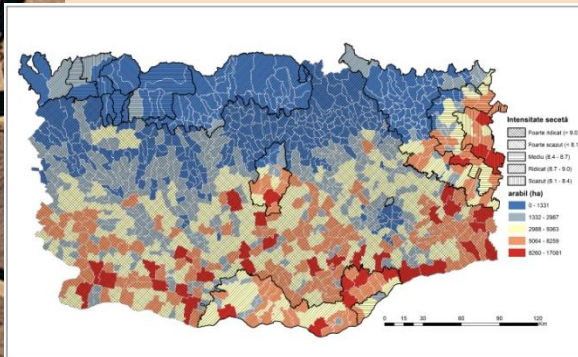 Intensitate secetă
Foarte ridicat (> 9.0
Foarte scazut (< 8.1
Mediu (8.4 - 8.7)
Ridicat (8.7 - 9.0)
Scazut (8.1 - 8.4)
arabil (ha)
0 - 1331
1332 - 2987
2988 - 5063
5064 - 8259
8260 - 17081
0 15 30 60 90 120
Km